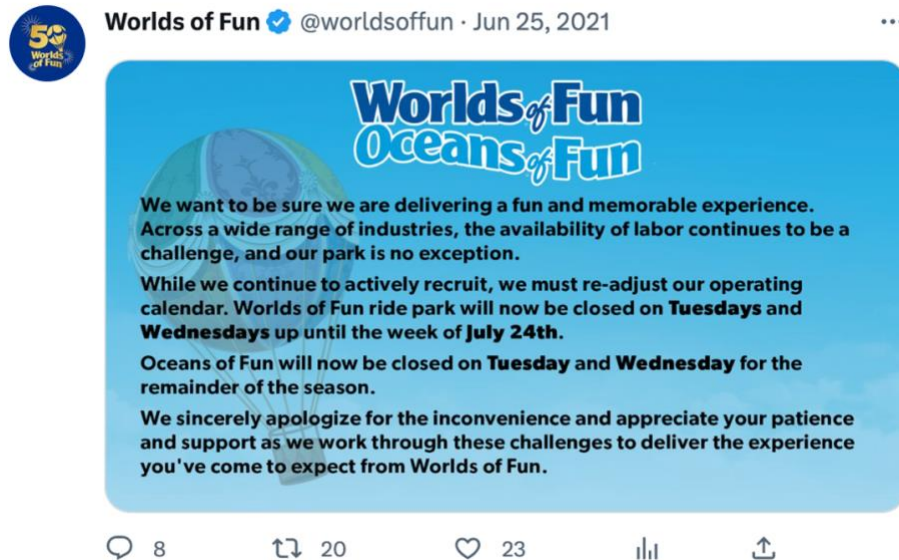 50
Worlds
of Fun
Worlds of Fun @worldsoffun · Jun 25, 2021
Worlds of Fun
Oceans of Fun
We want to be sure we are delivering a fun and memorable experience.
Across a wide range of industries, the availability of labor continues to be a
challenge, and our park is no exception.
While we continue to actively recruit, we must re-adjust our operating
calendar. Worlds of Fun ride park will now be closed on Tuesdays and
Wednesdays up until the week of July 24th.
Oceans of Fun will now be closed on Tuesday and Wednesday for the
remainder of the season.
We sincerely apologize for the inconvenience and appreciate your patience
and support as we work through these challenges to deliver the experience
you've come to expect from Worlds of Fun.
8 20 23